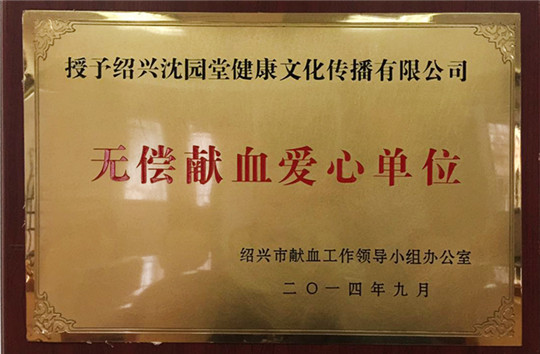 授予绍兴沈园堂健康文化传播有限公司
无偿献血爱心单位
绍兴市献血工作领导小组办公室
二〇一四年九月